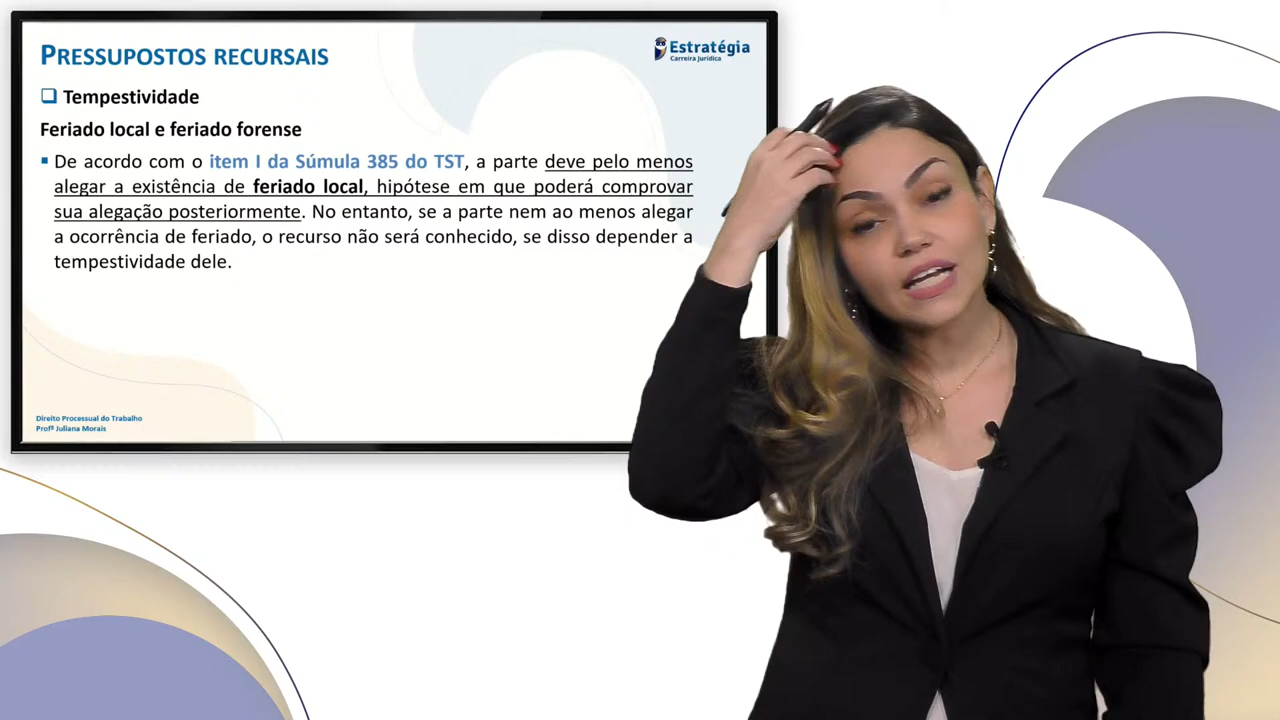 PRESSUPOSTOS RECURSAIS
Estratégia
Carreira Jurídica
Tempestividade
Feriado local e feriado forense
De acordo com o item I da Súmula 385 do TST, a parte deve pelo menos
alegar a existência de feriado local, hipótese em que poderá comprovar
sua alegação posteriormente. No entanto, se a parte nem ao menos alegar
a ocorrência de feriado, o recurso não será conhecido, se disso depender a
tempestividade dele.
Direito Processual do Trabalho
Profª Juliana Morais